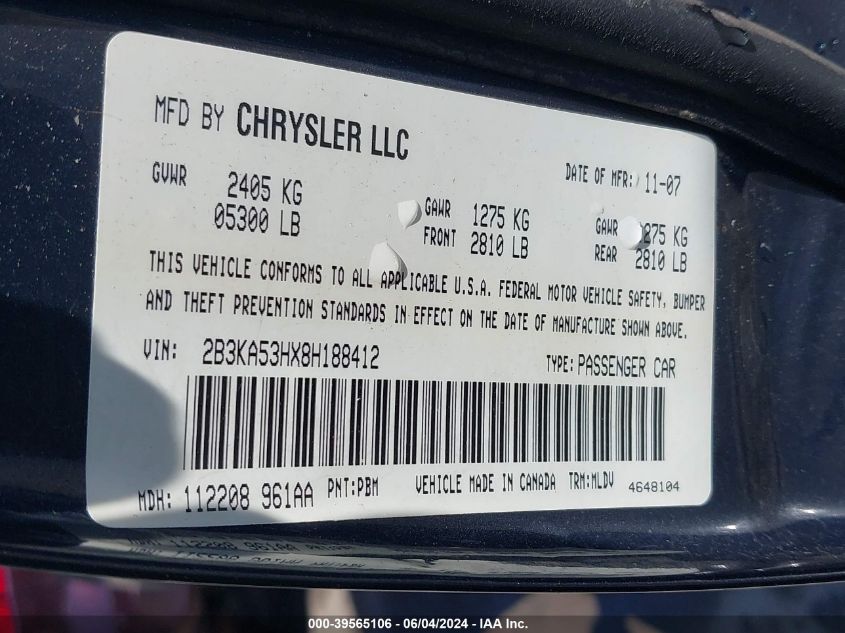 MFD BY CHRYSLER LLC
DATE OF MFR: 11-07
GVWR 2405 KG
05300 LB
GAWR 1275 KG
FRONT 2810 LB
GAWR 275 KG
REAR 2810 LB
THIS VEHICLE CONFORMS TO ALL APPLICABLE U.S.A. FEDERAL MOTOR VEHICLE SAFETY, BUMPER
AND THEFT PREVENTION STANDARDS IN EFFECT ON THE DATE OF MANUFACTURE SHOWN ABOVE.
VIN: 2B3KA53HX8H188412 TYPE: PASSENGER CAR
MDH: 112208 961AA PNT:PBM VEHICLE MADE IN CANADA TRM:MLDV 4648104
000-39565106 / 06/04/2024 - IAA Inc.